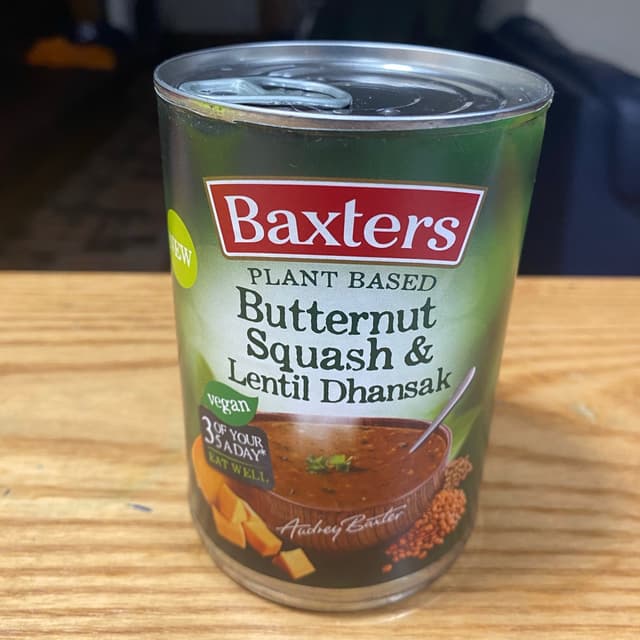 Baxters
NEW
PLANT BASED
Butternut
Squash &
Lentil Dhansak
vegan
3 OF YOUR
5 A DAY*
EAT WELL
Audrey Baxter